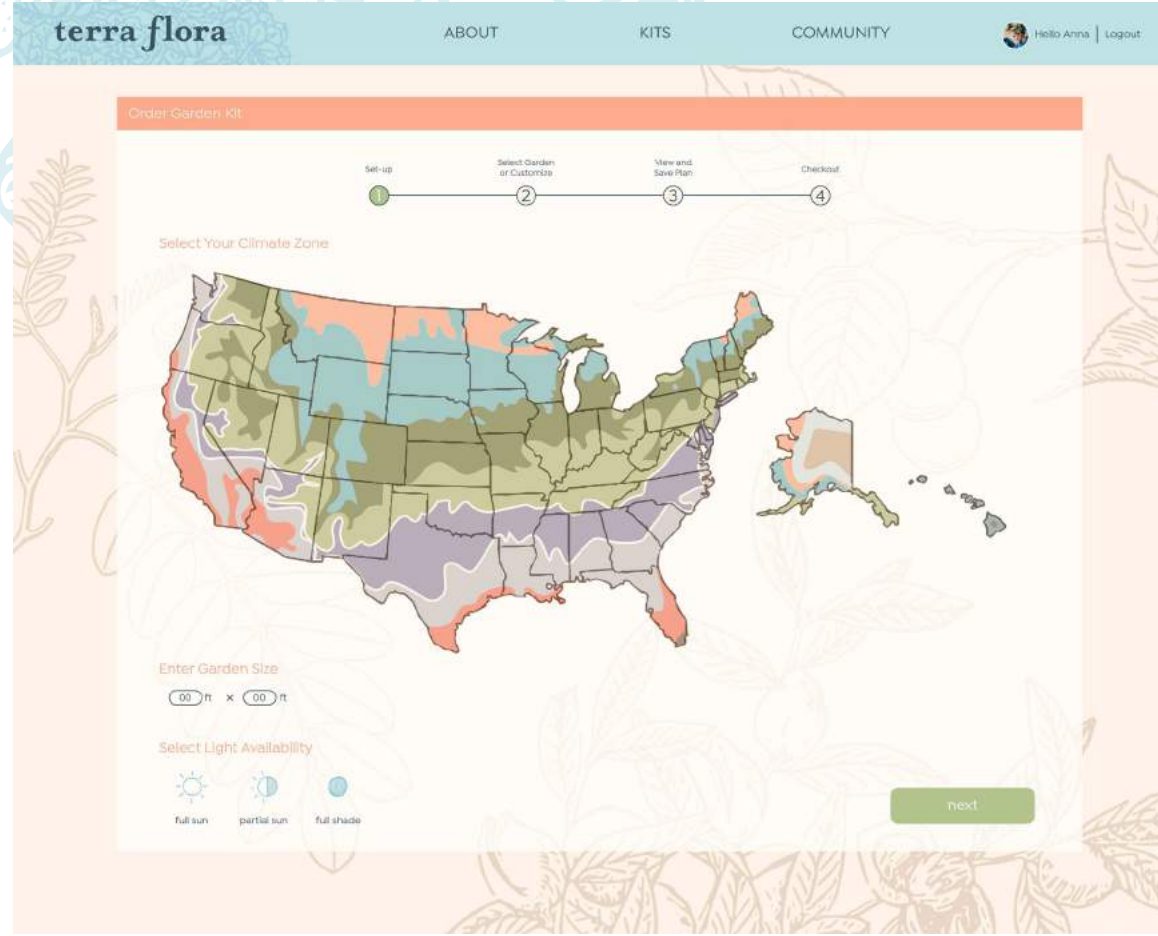 terra flora
ABOUT
KITS
COMMUNITY
Hello Anna | Logout
Order Garden Kit
Set-up
Select Garden
or Customize
View and
Save Plan
Checkout
1
2
3
4
Select Your Climate Zone
Enter Garden Size
00 ft x 00 ft
Select Light Availability
full sun
partial sun
full shade
next